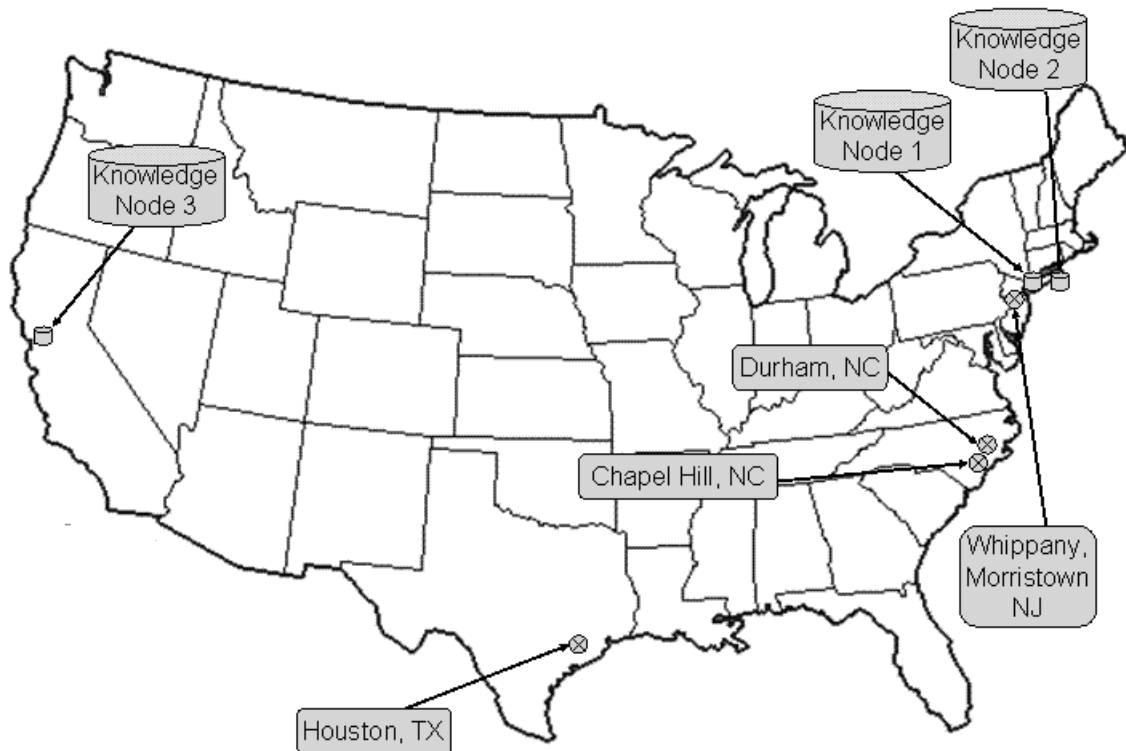 Knowledge
Node 2
Knowledge
Node 1
Knowledge
Node 3
Durham, NC
Chapel Hill, NC
Whippany,
Morristown
NJ
Houston, TX